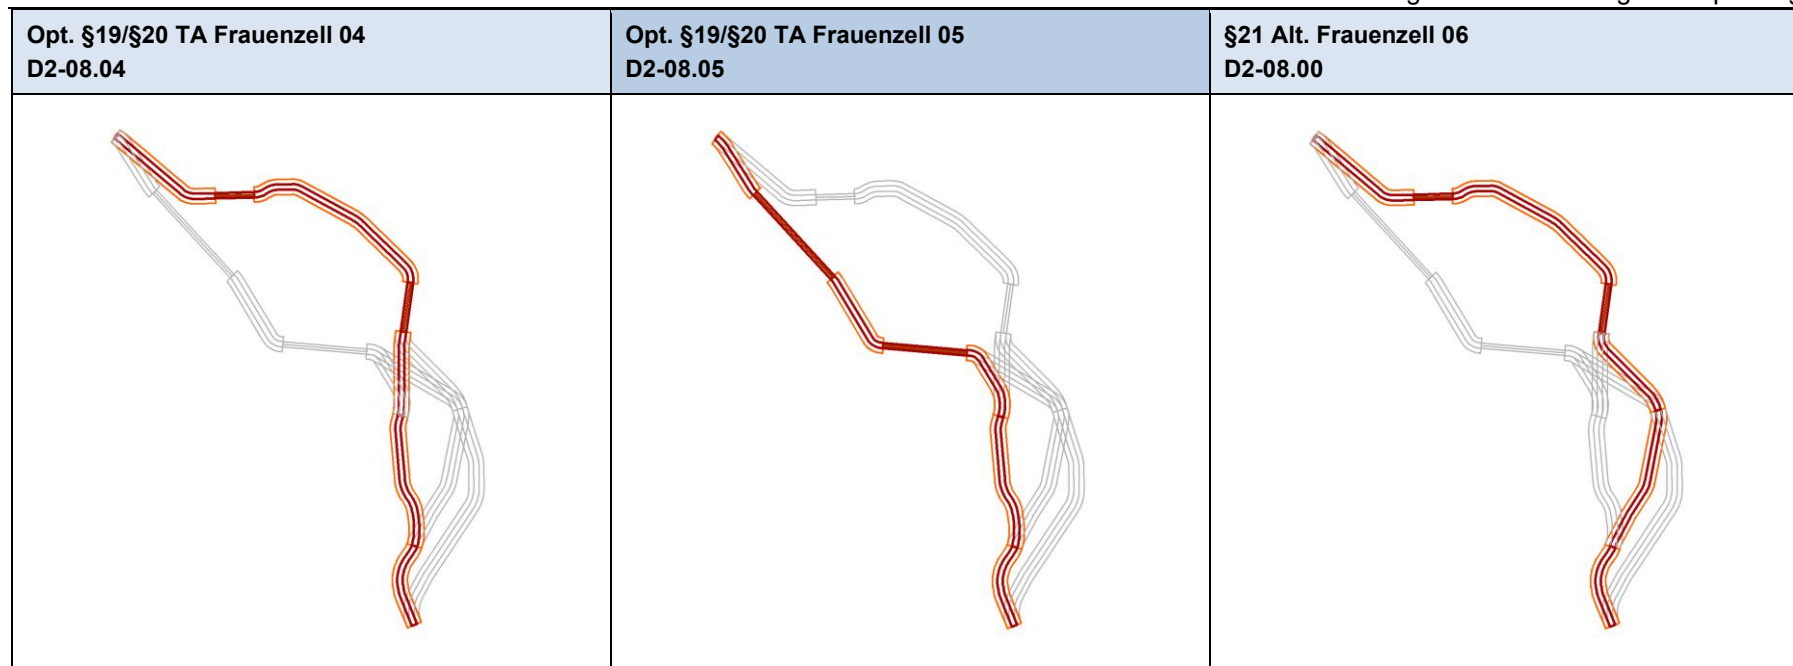 Opt. §19/§20 TA Frauenzell 04
D2-08.04
Opt. §19/§20 TA Frauenzell 05
D2-08.05
§21 Alt. Frauenzell 06
D2-08.00